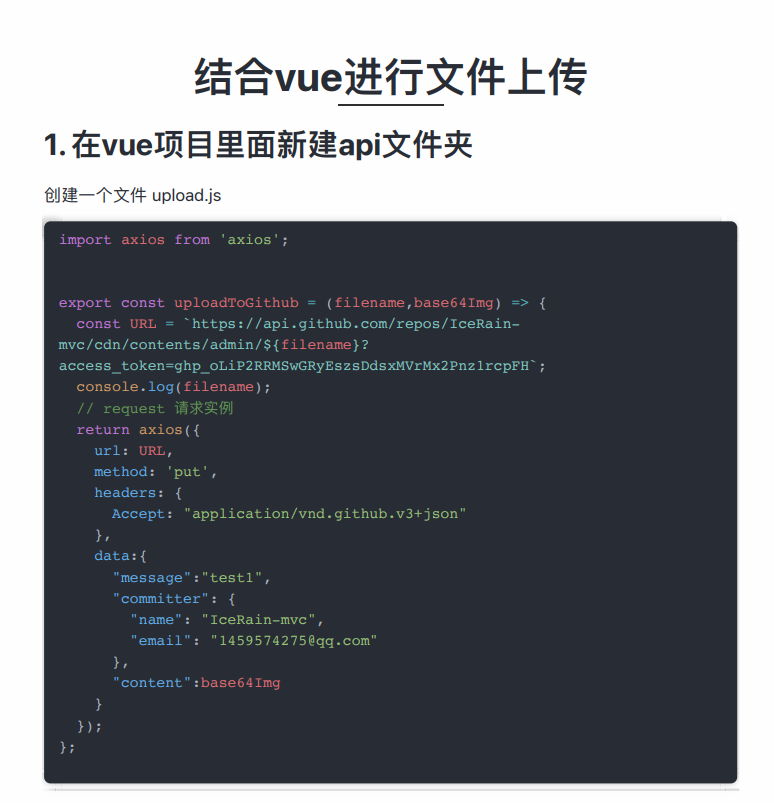 结合vue进行文件上传
1. 在vue项目里面新建api文件夹
创建一个文件 upload.js
import axios from 'axios';
export const uploadToGithub = (filename,base64Img) => {
const URL = `https://api.github.com/repos/IceRain-
mvc/cdn/contents/admin/${filename}?
access_token=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`;
console.log(filename);
// request 请求实例
return axios({
url: URL,
method: 'put',
headers: {
Accept: "application/vnd.github.v3+json"
},
data:{
"message":"test1",
"committer": {
"name": "IceRain-mvc",
"email": "1459574275@qq.com"
},
"content":base64Img
}
});
};